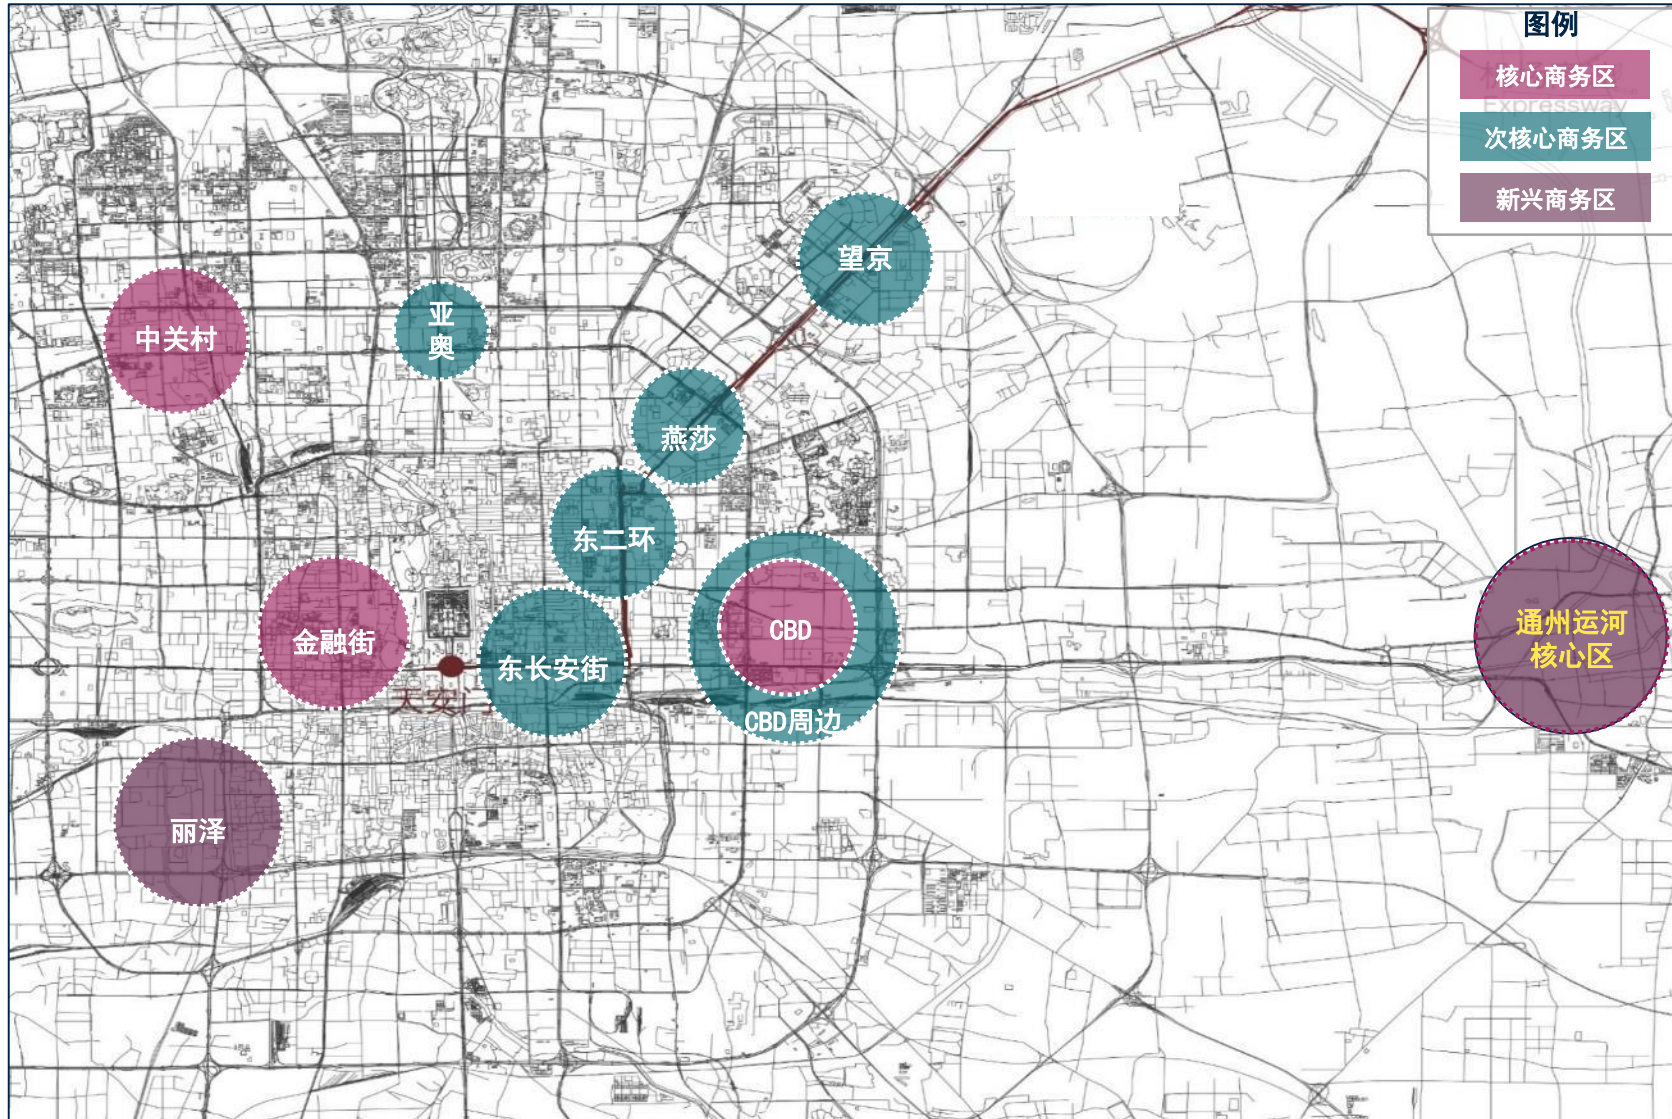 图例
核心商务区
Expressway
次核心商务区
新兴商务区
望京
中关村
亚
奥
燕莎
东二环
金融街
CBD
通州运河
核心区
东长安街
天安门
CBD周边
丽泽